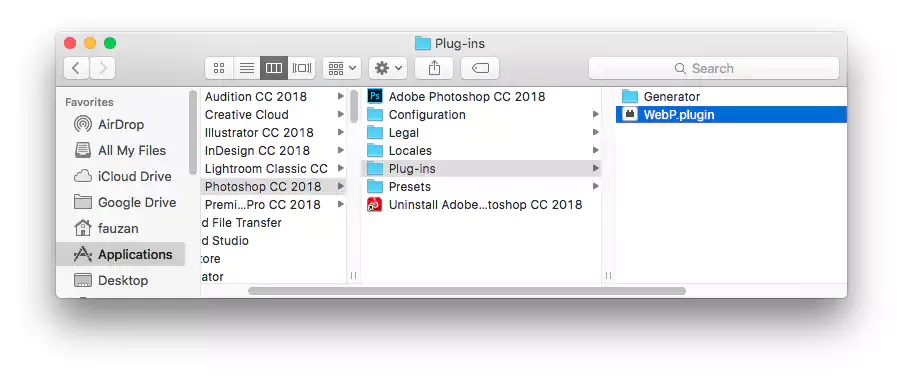 Plug-ins
Search
Favorites
AirDrop
All My Files
iCloud Drive
Google Drive
fauzan
Applications
Desktop
Audition CC 2018
Creative Cloud
Illustrator CC 2018
InDesign CC 2018
Lightroom Classic CC
Photoshop CC 2018
Premi...Pro CC 2018
d File Transfer
d Studio
tore
ator
Ps Adobe Photoshop CC 2018
Configuration
Legal
Locales
Plug-ins
Presets
Uninstall Adobe...toshop CC 2018
Generator
WebP.plugin